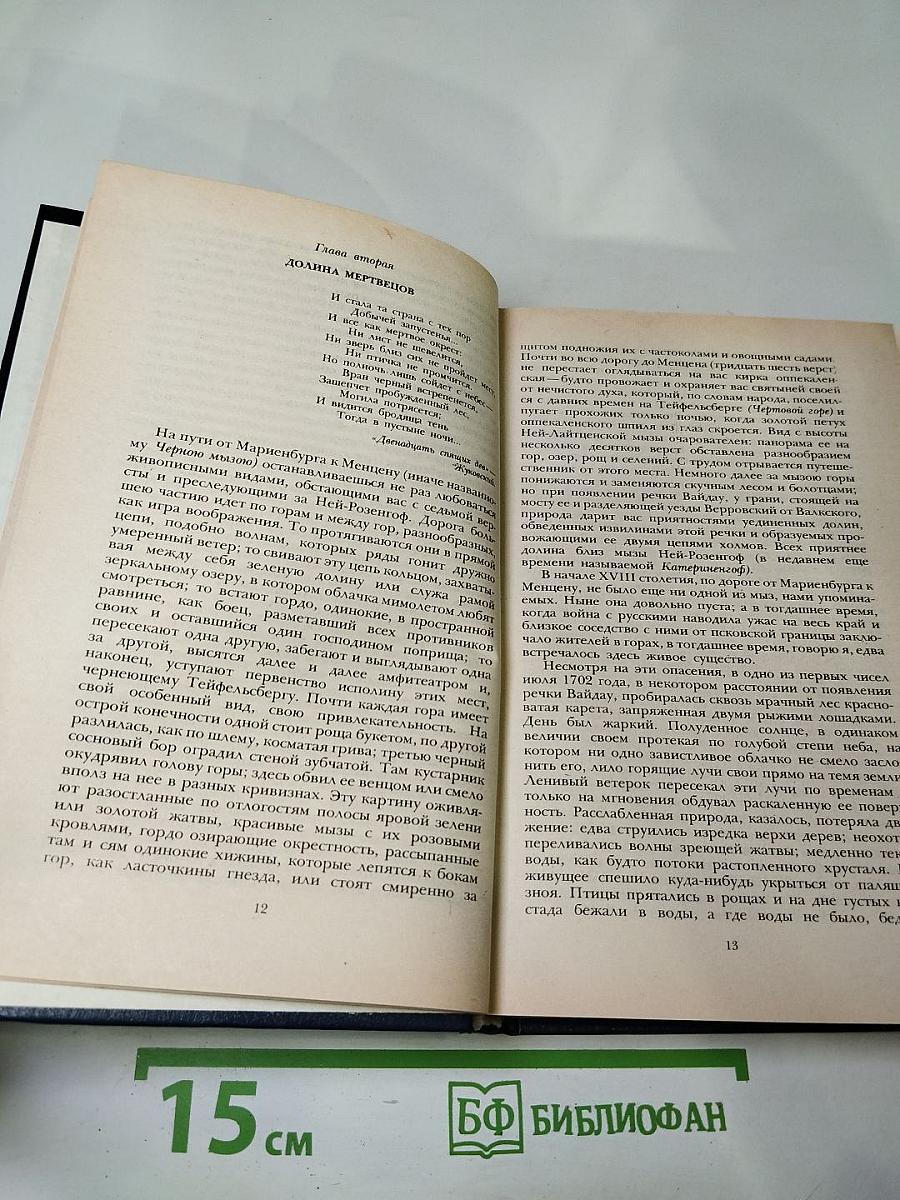 Глава вторая
ДОЛИНА МЕРТВЕЦОВ
И стала та страна с тех пор
Добычей запустенья...
И все как мертвое окрест;
Ни лист не шевелится,
Ни зверь близ сих не пройдет мест,
Ни птичка не промчится.
Но полночь лишь сойдет с небес —
Вран черный встрепенется,
Зашепчет пробужденный лес,
Могила потрясется;
И видится бродяща тень
Тогда в пустыне ночи...
«Двенадцать спящих дев» —
Жуковский
На пути от Мариенбурга к Менцену (иначе названно-
му Черною мызою) останавливаешься не раз любоваться
живописными видами, обстающими вас с седьмой вер-
сты и преследующими за Ней-Розенгоф. Дорога боль-
шею частию идет по горам и между гор, разнообразных,
как игра воображения. То протягиваются они в прямой
цепи, подобно волнам, которых ряды гонит дружно
умеренный ветер; то свивают эту цепь кольцом, захваты-
вая между себя зеленую долину или служа рамой
зеркальному озеру, в котором облачка мимолетом любят
смотреться; то встают гордо, одинокие, в пространной
равнине, как боец, разметавший всех противников
своих и оставшийся один господином поприща; то
пересекают одна другую, забегают и выглядывают одна
за другой, высятся далее и далее амфитеатром и,
наконец, уступают первенство исполину этих мест,
чернеющему Тейфельсбергу. Почти каждая гора имеет
свой особенный вид, свою привлекательность. На
острой конечности одной стоит роща букетом, по другой
разлилась, как по шлему, косматая грива; третью черный
сосновый бор оградил стеной зубчатой. Там кустарник
окудрявил голову горы; здесь обвил ее венцом или смело
вполз на нее в разных кривизнах. Эту картину оживля-
ют разостланные по отлогостям полосы яровой зелени
или золотой жатвы, красивые мызы с их розовыми
кровлями, гордо озирающие окрестность, рассыпанные
там и сям одинокие хижины, которые лепятся к бокам
гор, как ласточкины гнезда, или стоят смиренно за
12
щитом подножия их с частоколами и овощными садами.
Почти во всю дорогу до Менцена (тридцать шесть верст)
не перестает оглядываться на вас кирка оппекален-
ская — будто провожает и охраняет вас святыней своей
от нечистого духа, который, по словам народа, поселил-
ся с давних времен на Тейфельсберге (Чертовой горе) и
пугает прохожих только ночью, когда золотой петух
оппекаленского шпиля из глаз скроется. Вид с высоты
Ней-Лайтценской мызы очарователен: панорама ее на
несколько десятков верст обставлена разнообразием
гор, озер, рощ и селений. С трудом отрывается путеше-
ственник от этого места. Немного далее за мызою горы
понижаются и заменяются скучным лесом и болотцами;
но при появлении речки Вайдау, у грани, стоящей на
мосту ее и разделяющей уезды Верровский от Валкского,
природа дарит вас приятностями уединенных долин,
обведенных извилинами этой речки и образуемых про-
вожающими ее двумя цепями холмов. Всех приятнее
долина близ мызы Ней-Розенгоф (в недавнем еще
времени называемой Катериненгоф).
В начале XVIII столетия, по дороге от Мариенбурга к
Менцену, не было еще ни одной из мыз, нами упомина-
емых. Ныне она довольно пуста; а в тогдашнее время,
когда война с русскими наводила ужас на весь край и
близкое соседство с ними от псковской границы заклю-
чало жителей в горах, в тогдашнее время, говорю я, едва
встречалось здесь живое существо.
Несмотря на эти опасения, в одно из первых чисел
июля 1702 года, в некотором расстоянии от появления
речки Вайдау, пробиралась сквозь мрачный лес красно-
ватая карета, запряженная двумя рыжими лошадками.
День был жаркий. Полуденное солнце, в одинаком
величии своем протекая по голубой степи неба, на
котором ни одно завистливое облачко не смело засло
нить его, лило горящие лучи свои прямо на темя земли
Ленивый ветерок пересекал эти лучи по временам
только на мгновения обдувал раскаленную ее повер
ность. Расслабленная природа, казалось, потеряла дв
жение: едва струились изредка верхи дерев; неохот
переливались волны зреющей жатвы; медленно тек
воды, как будто потоки растопленного хрусталя.
живущее спешило куда-нибудь укрыться от паляш
зноя. Птицы прятались в рощах и на дне густых
стада бежали в воды, а где воды не было, бед
13
15 см
БФ БИБЛИОФАН